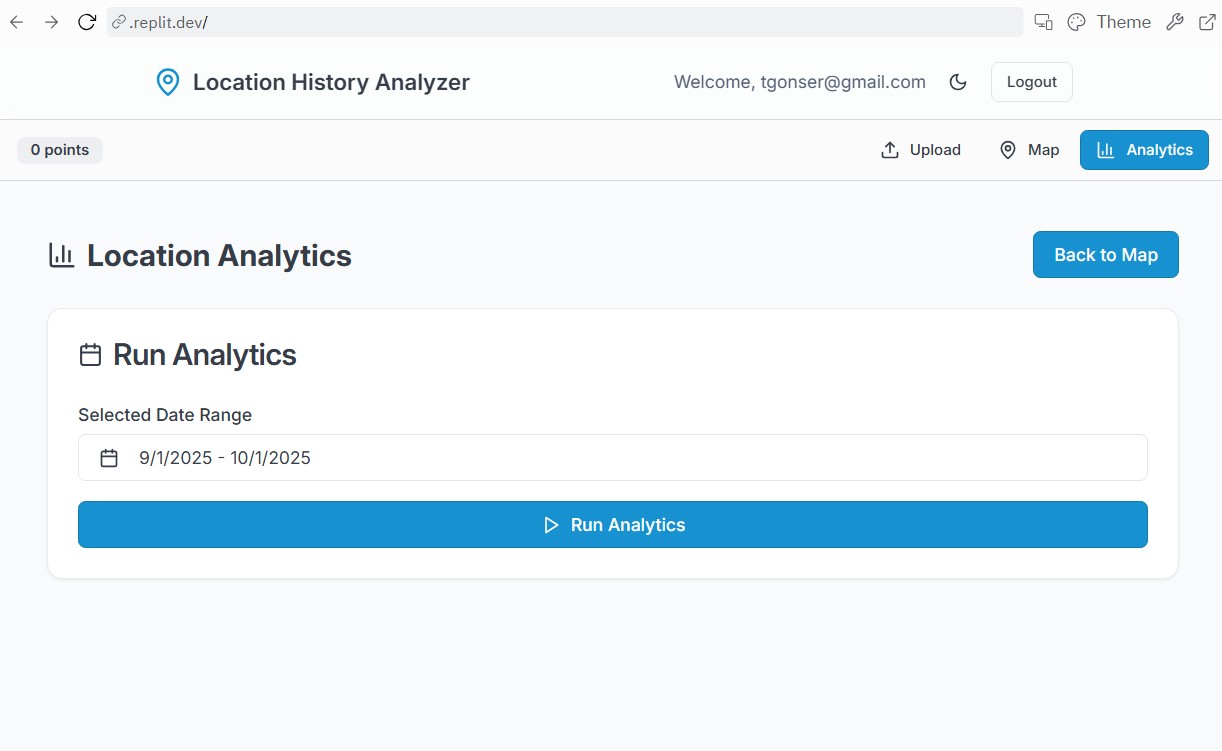 .replit.dev/
Theme
Location History Analyzer
Welcome, tgonser@gmail.com
Logout
0 points
Upload
Map
Analytics
Location Analytics
Back to Map
Run Analytics
Selected Date Range
9/1/2025 - 10/1/2025
Run Analytics